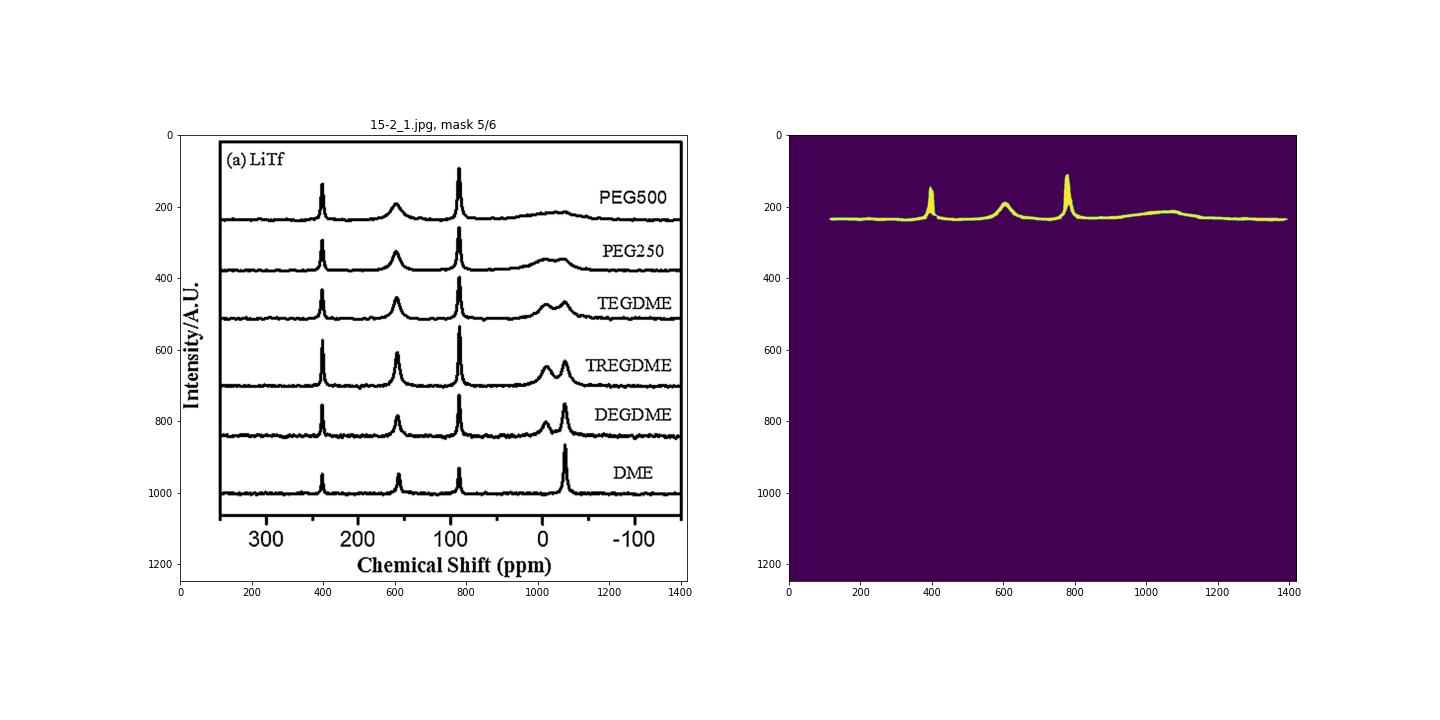 15-2_1.jpg, mask 5/6
0
200
400
600
800
1000
1200
Intensity/A.U.
(a) LiTf
PEG500
PEG250
TEGDME
TREGDME
DEGDME
DME
300 200 100 0 -100
Chemical Shift (ppm)
0 200 400 600 800 1000 1200 1400
0
200
400
600
800
1000
1200
0 200 400 600 800 1000 1200 1400